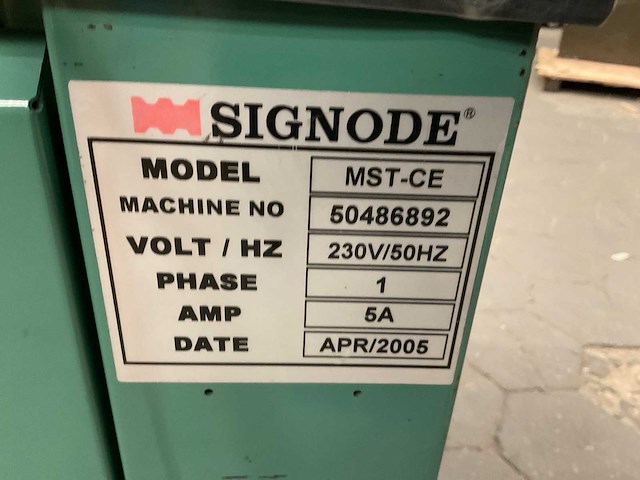 SIGNODE®
MODEL MST-CE
MACHINE NO 50486892
VOLT / HZ 230V/50HZ
PHASE 1
AMP 5A
DATE APR/2005